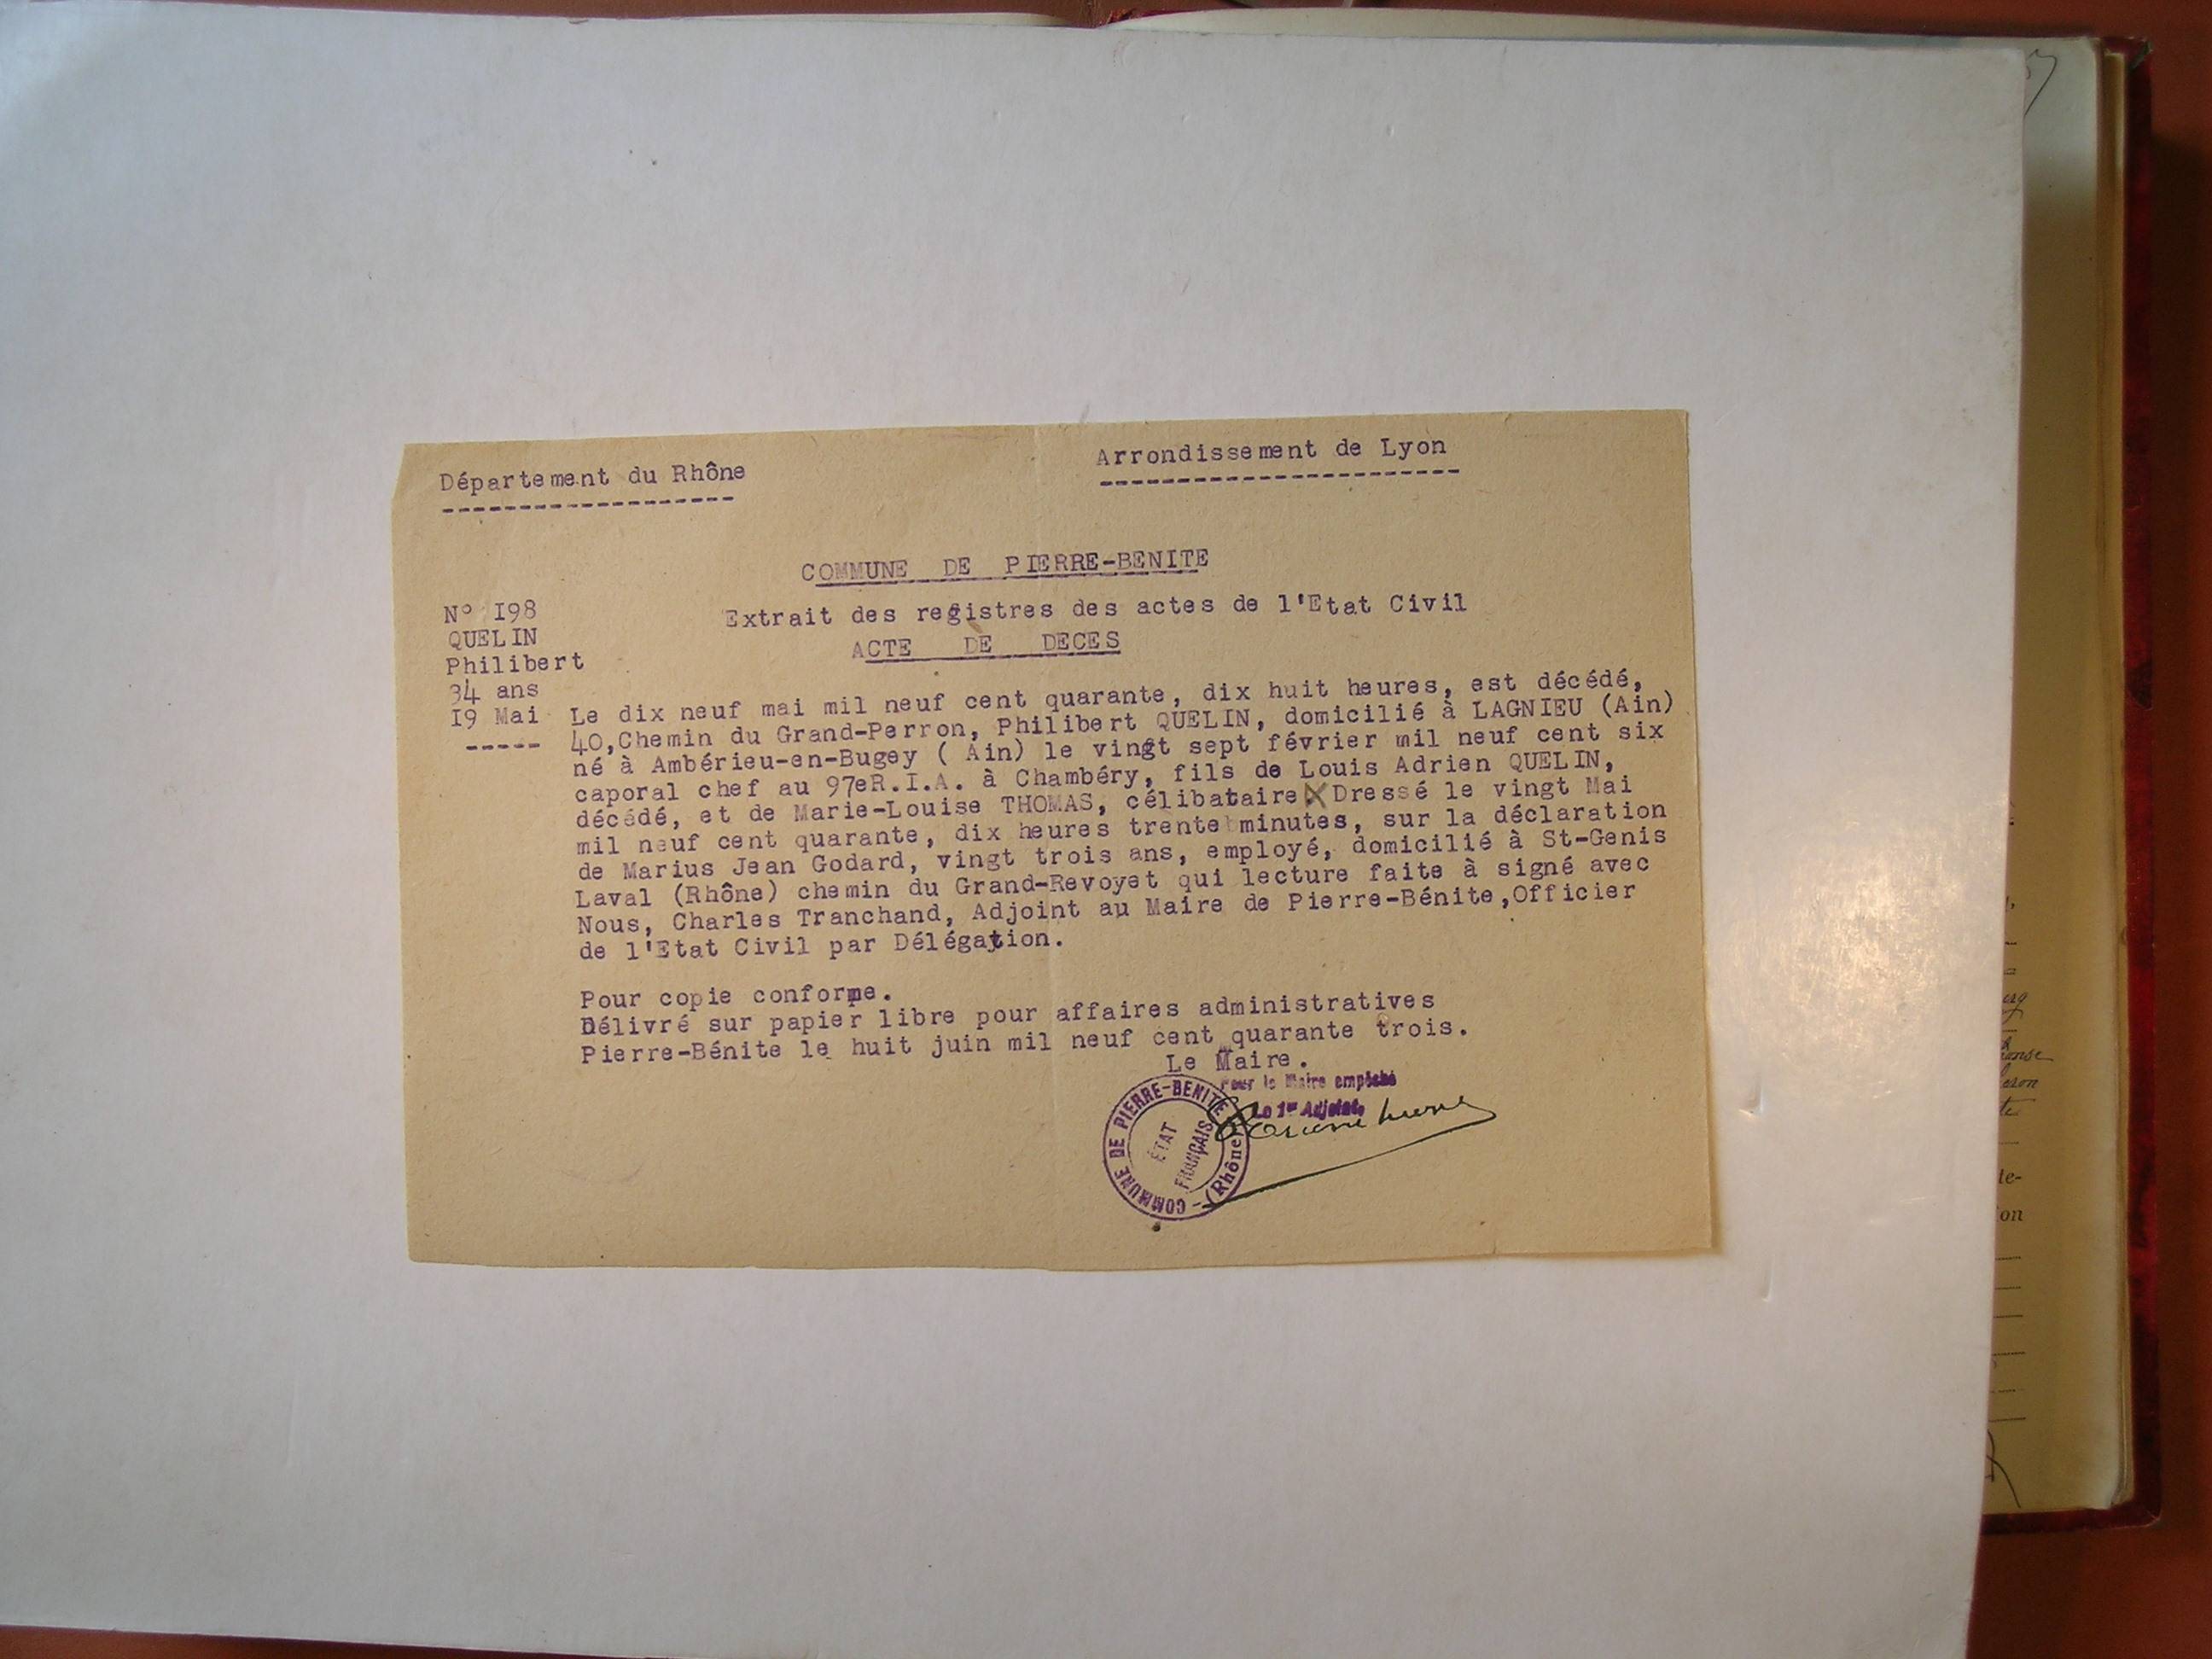 Département du Rhône
Arrondissement de Lyon
COMMUNE DE PIERRE-BENITE
N° I98
QUELIN
Philibert
34 ans
I9 Mai
Extrait des registres des actes de l'Etat Civil
ACTE DE DECES
Le dix neuf mai mil neuf cent quarante, dix huit heures, est décédé,
40,Chemin du Grand-Perron, Philibert QUELIN, domicilié à LAGNIEU (Ain)
né à Ambérieu-en-Bugey ( Ain) le vingt sept février mil neuf cent six
caporal chef au 97eR.I.A. à Chambéry, fils de Louis Adrien QUELIN,
décédé, et de Marie-Louise THOMAS, célibataire. Dressé le vingt Mai
mil neuf cent quarante, dix heures trente minutes, sur la déclaration
de Marius Jean Godard, vingt trois ans, employé, domicilié à St-Genis
Laval (Rhône) chemin du Grand-Revoyet qui lecture faite à signé avec
Nous, Charles Tranchand, Adjoint au Maire de Pierre-Bénite,Officier
de l'Etat Civil par Délégation.
Pour copie conforme.
Délivré sur papier libre pour affaires administratives
Pierre-Bénite le huit juin mil neuf cent quarante trois.
Le Maire.
Pour le Maire empêché
Le 1er Adjoint,
COMMUNE DE PIERRE-BENITE (Rhône)
ÉTAT
FRANÇAIS
te-
ion